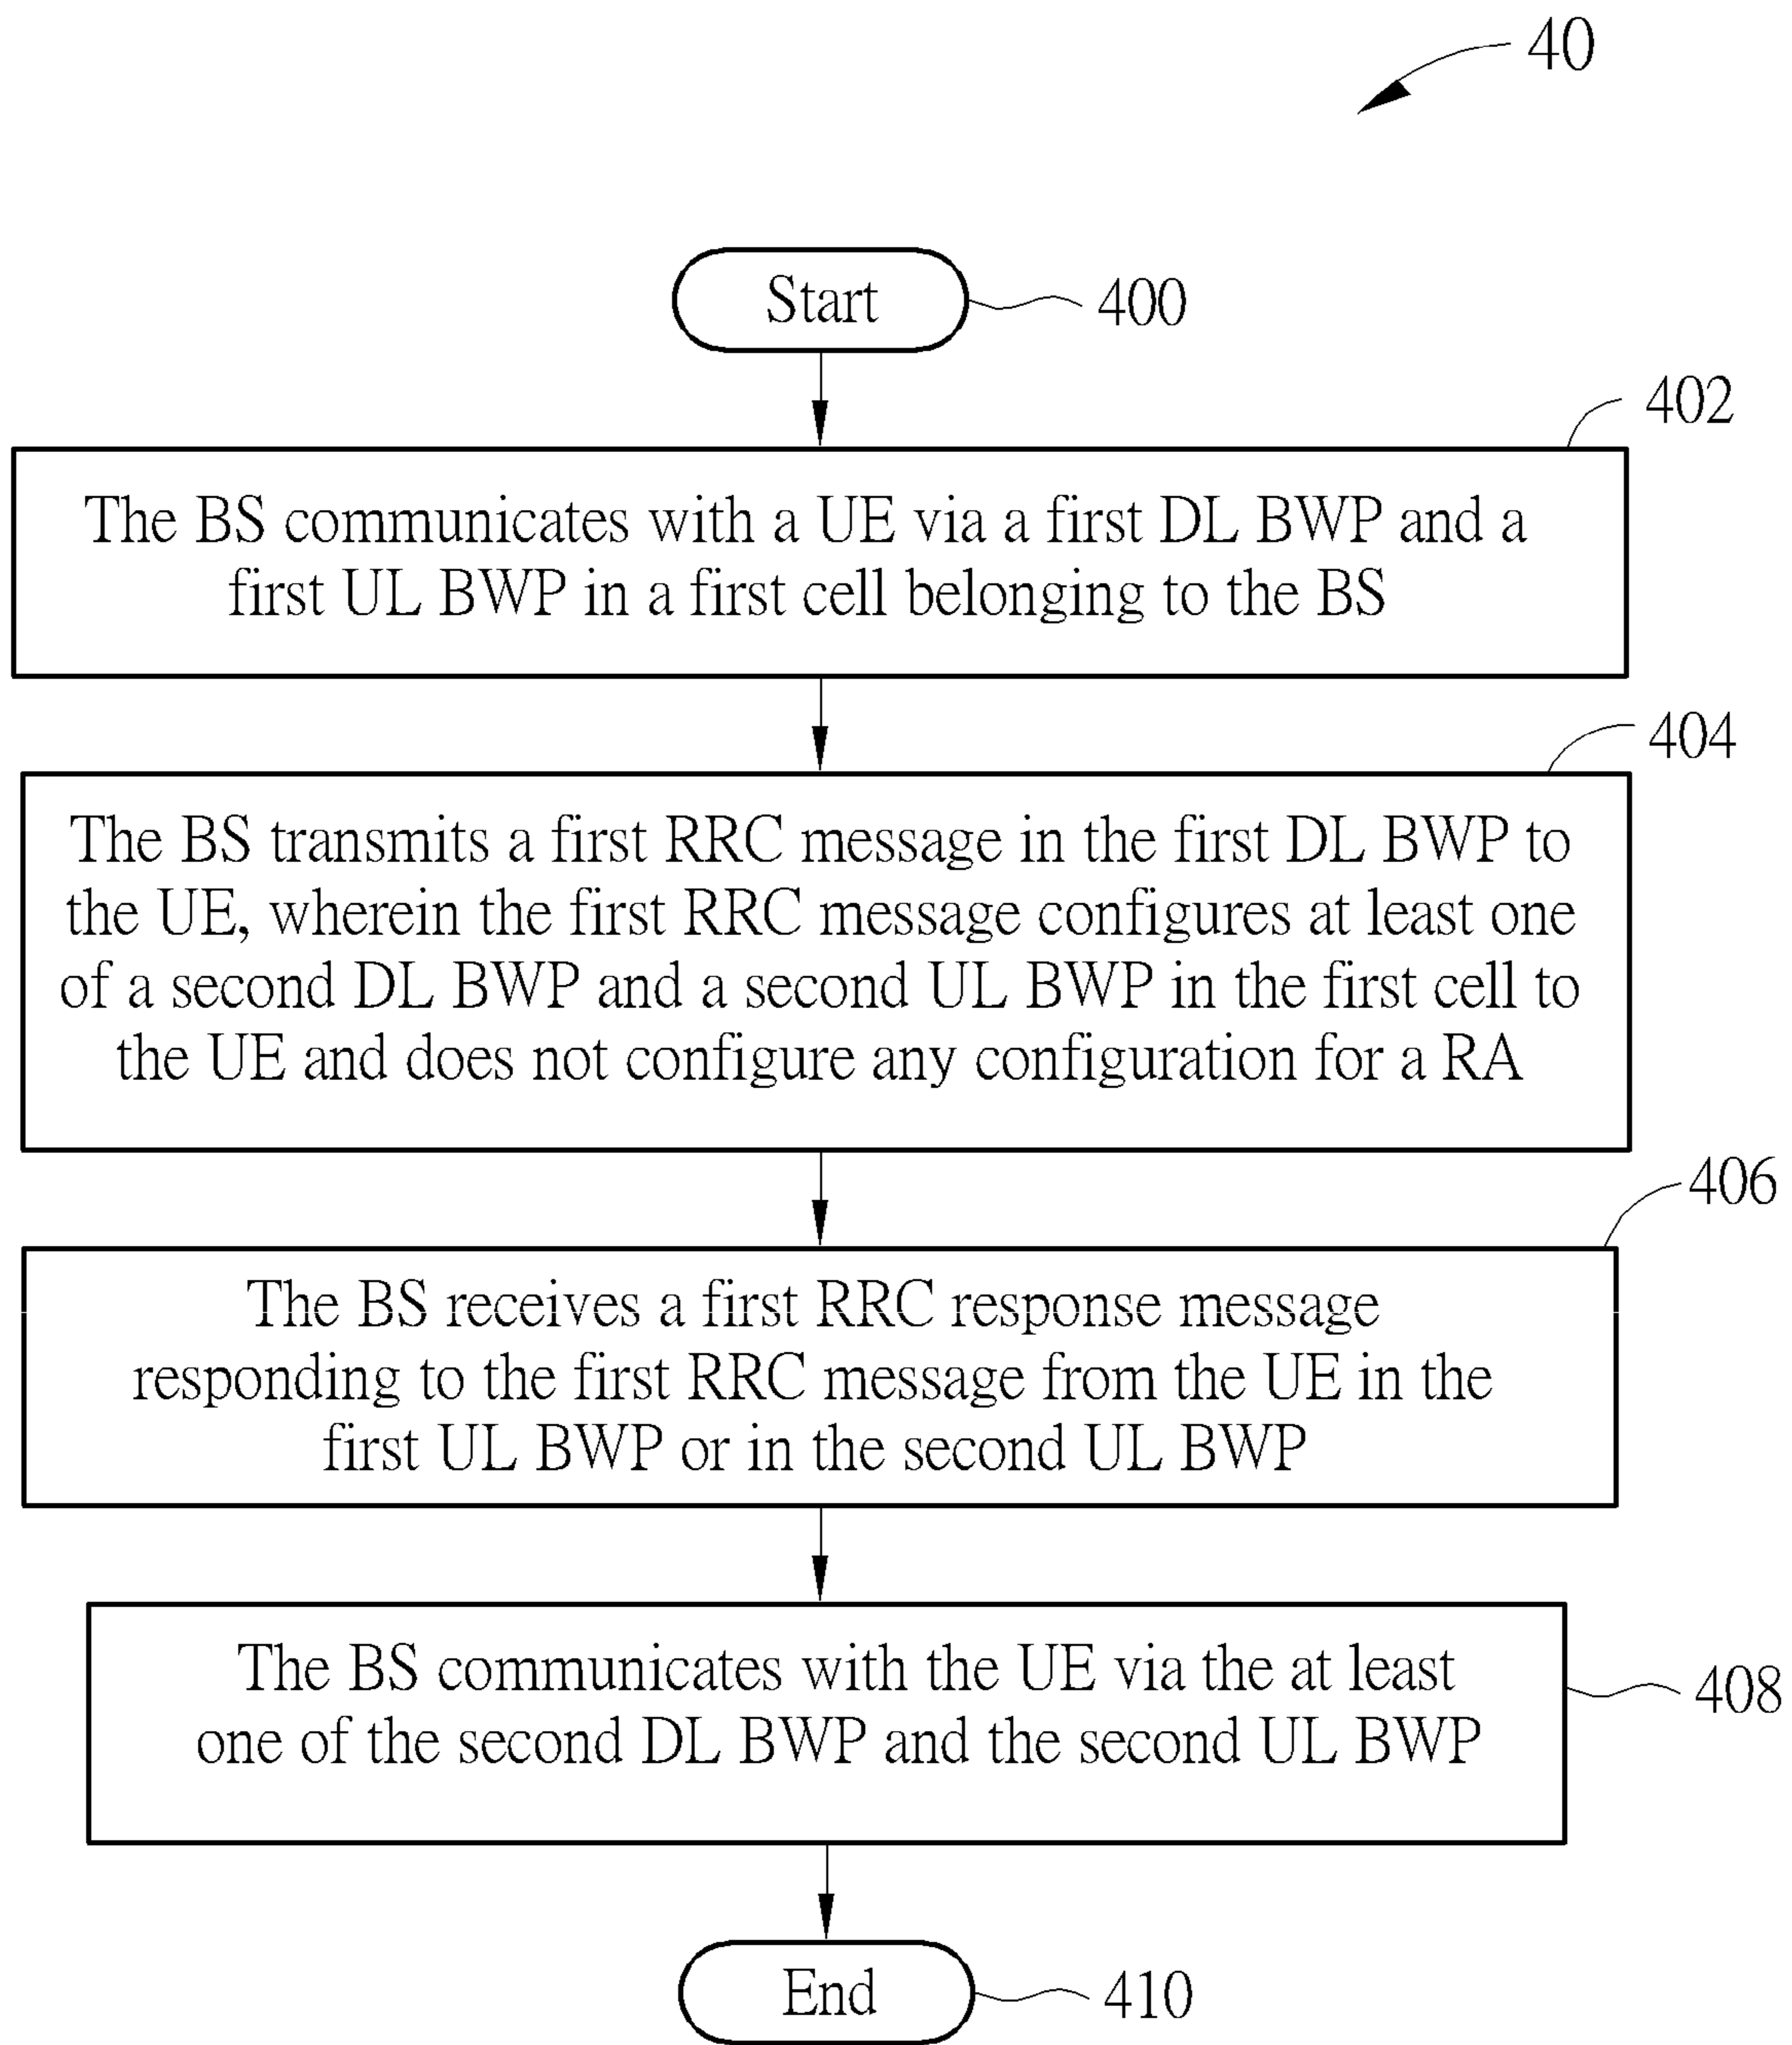 40
Start
400
402
The BS communicates with a UE via a first DL BWP and a
first UL BWP in a first cell belonging to the BS
404
The BS transmits a first RRC message in the first DL BWP to
the UE, wherein the first RRC message configures at least one
of a second DL BWP and a second UL BWP in the first cell to
the UE and does not configure any configuration for a RA
406
The BS receives a first RRC response message
responding to the first RRC message from the UE in the
first UL BWP or in the second UL BWP
The BS communicates with the UE via the at least
one of the second DL BWP and the second UL BWP
408
End
410